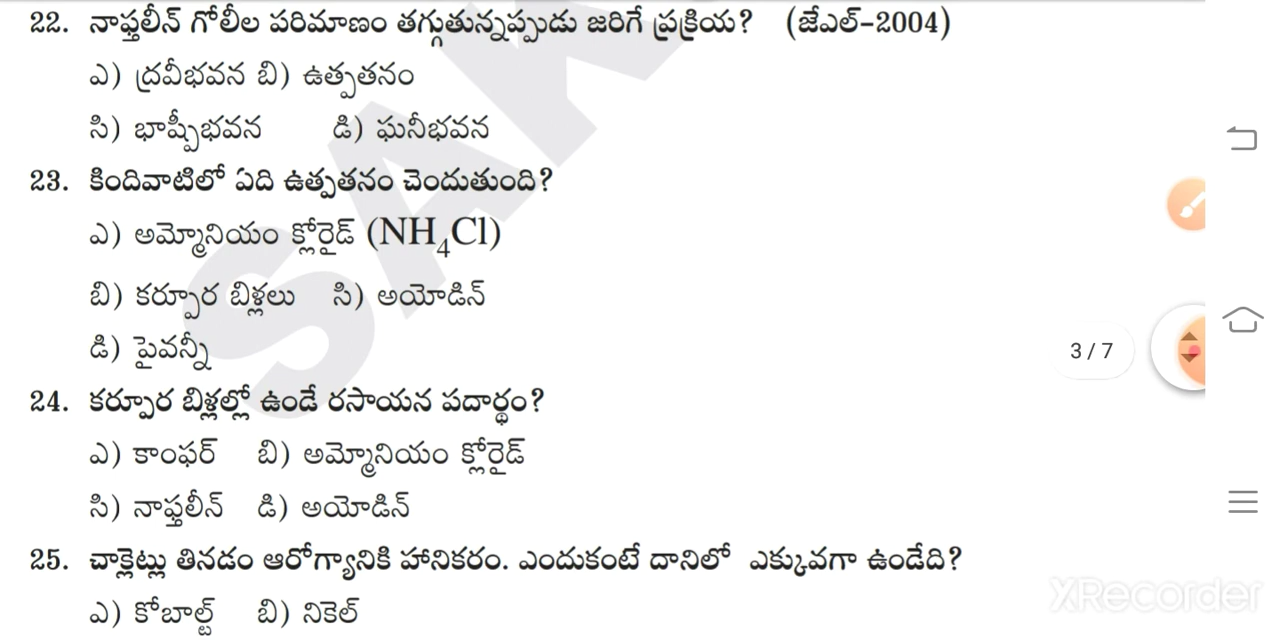 22. నాఫ్తలీన్ గోలీల పరిమాణం తగ్గుతున్నప్పుడు జరిగే ప్రక్రియ? (జేఎల్-2004)
ఎ) ద్రవీభవన బి) ఉత్పతనం
సి) భాష్పీభవన డి) ఘనీభవన
23. కిందివాటిలో ఏది ఉత్పతనం చెందుతుంది?
ఎ) అమ్మోనియం క్లోరైడ్ (NH₄Cl)
బి) కర్పూర బిళ్లలు సి) అయోడిన్
డి) పైవన్నీ
3/7
24. కర్పూర బిళ్లల్లో ఉండే రసాయన పదార్థం?
ఎ) కాంఫర్ బి) అమ్మోనియం క్లోరైడ్
సి) నాఫ్తలీన్ డి) అయోడిన్
25. చాక్లెట్లు తినడం ఆరోగ్యానికి హానికరం. ఎందుకంటే దానిలో ఎక్కువగా ఉండేది?
ఎ) కోబాల్ట్ బి) నికెల్
XRecorder